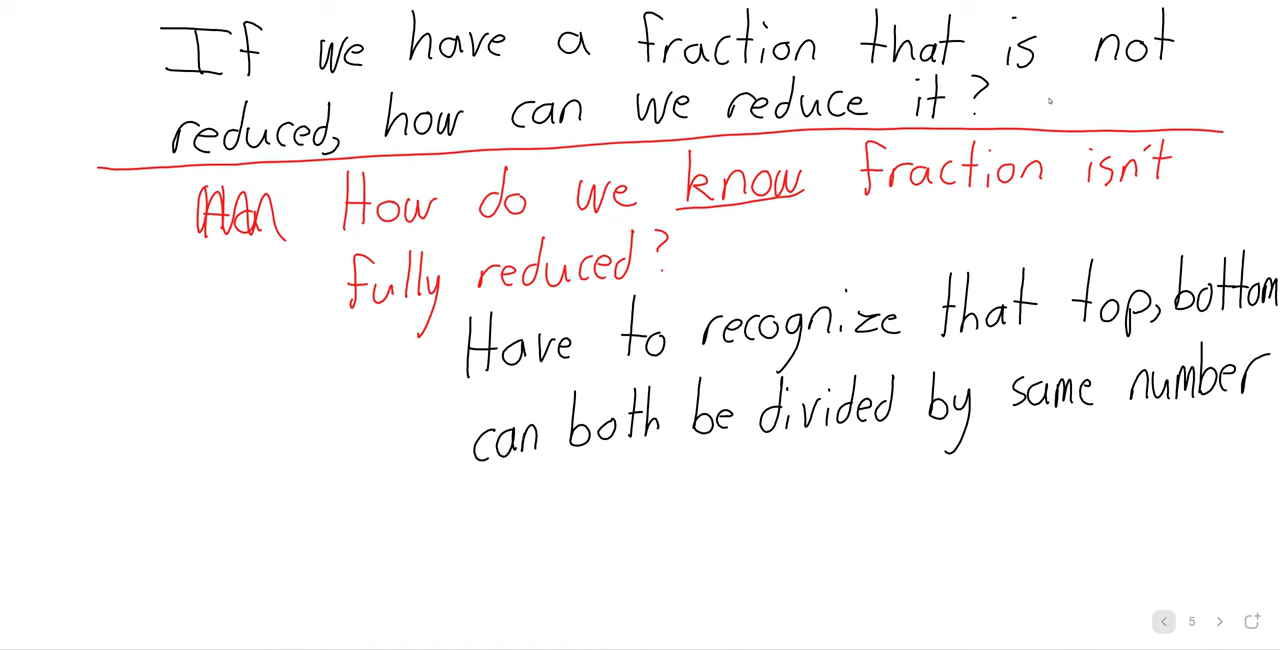 If we have a fraction that is not
reduced, how can we reduce it?
How do we know fraction isn't
fully reduced?
Have to recognize that top, bottom
can both be divided by same number
5